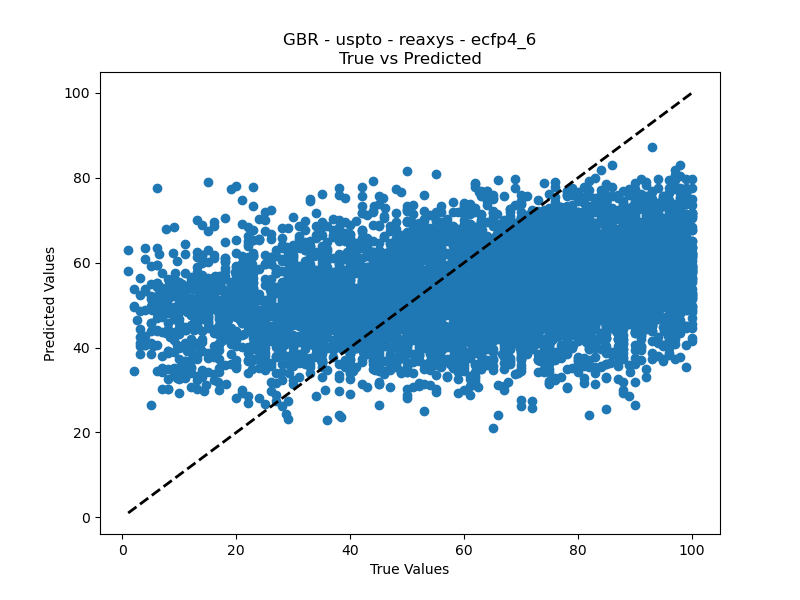 GBR - uspto - reaxys - ecfp4_6
True vs Predicted
100
80
60
40
20
0
Predicted Values
0 20 40 60 80 100
True Values